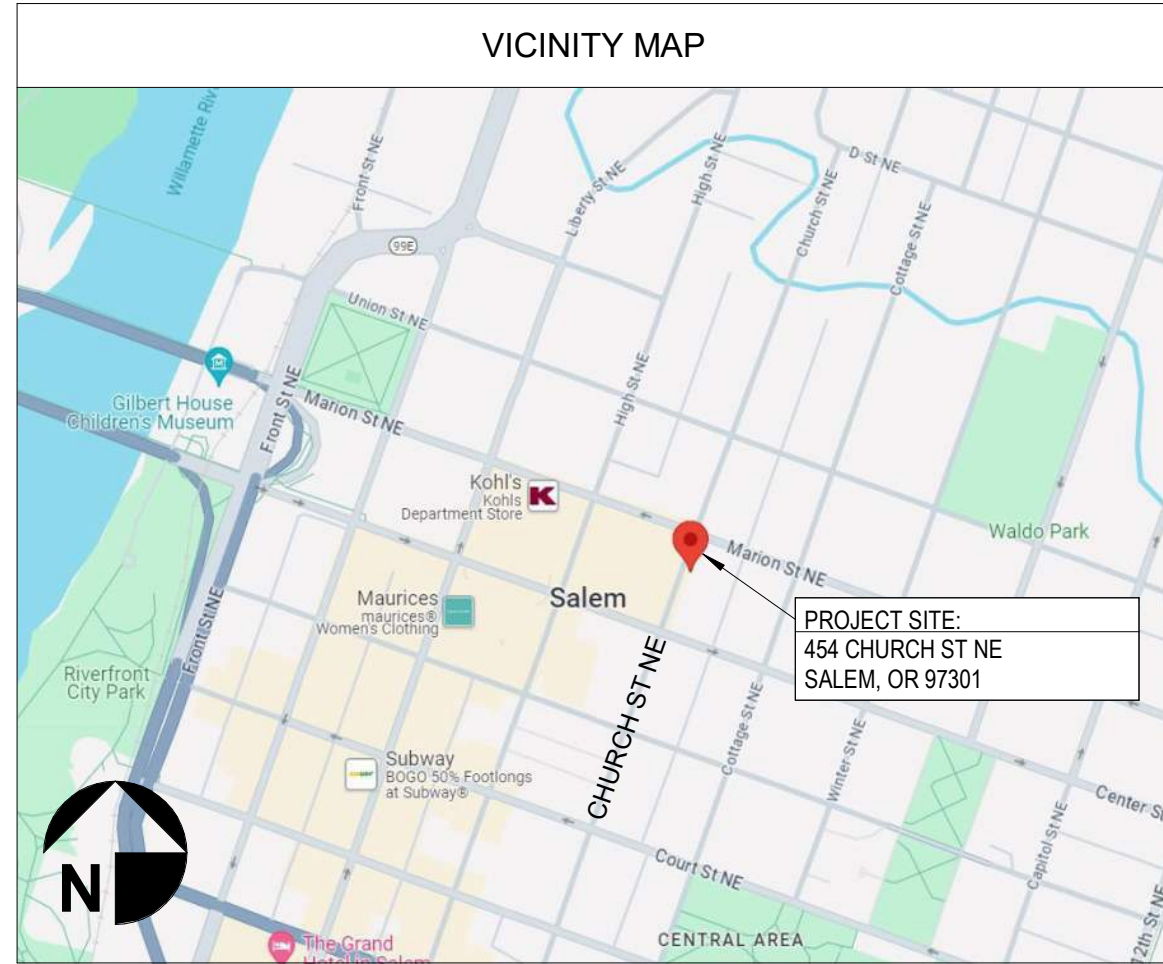 VICINITY MAP
Willamette Riv
Front St NE
99E
Liberty St NE
High St NE
D St NE
Church St NE
Cottage St NE
Union St NE
Gilbert House
Children's Museum
Marion St NE
Front St NE
High St NE
Kohl's
Kohls
Department Store
K
Marion St NE
Waldo Park
Salem
Maurices
maurices®
Women's Clothing
PROJECT SITE:
454 CHURCH ST NE
SALEM, OR 97301
Front St NE
Riverfront
City Park
CHURCH ST NE
Cottage St NE
Winter St NE
Subway
BOGO 50% Footlongs
at Subway®
Center S
Capitol St NE
Court St NE
12th St NE
N
CENTRAL AREA
The Grand
Hotel in Salem